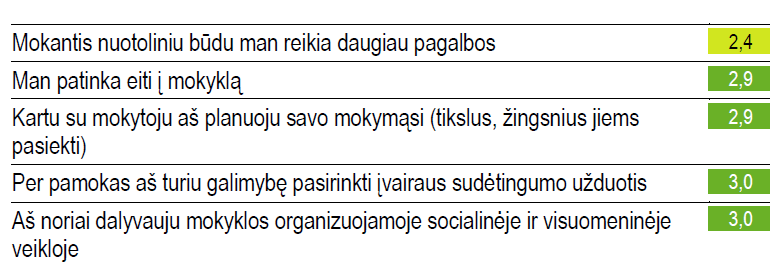 Mokantis nuotoliniu būdu man reikia daugiau pagalbos 2,4
Man patinka eiti į mokyklą 2,9
Kartu su mokytoju aš planuoju savo mokymąsi (tikslus, žingsnius jiems 2,9
pasiekti)
Per pamokas aš turiu galimybę pasirinkti įvairaus sudėtingumo užduotis 3,0
Aš noriai dalyvauju mokyklos organizuojamoje socialinėje ir visuomeninėje 3,0
veikloje